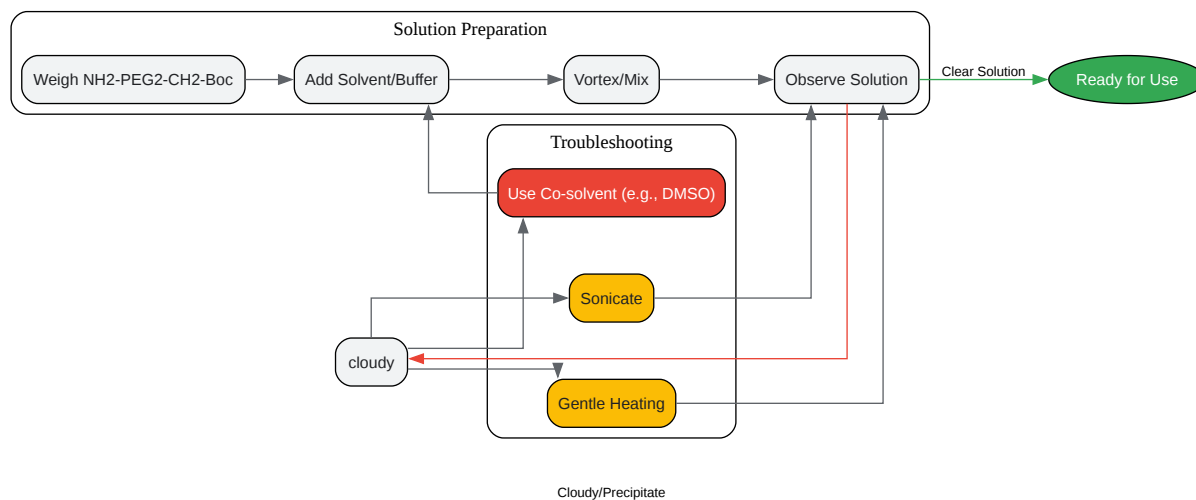 Solution Preparation
Weigh NH2-PEG2-CH2-Boc
Add Solvent/Buffer
Vortex/Mix
Observe Solution
Clear Solution
Ready for Use
Troubleshooting
Use Co-solvent (e.g., DMSO)
Sonicate
cloudy
Gentle Heating
Cloudy/Precipitate